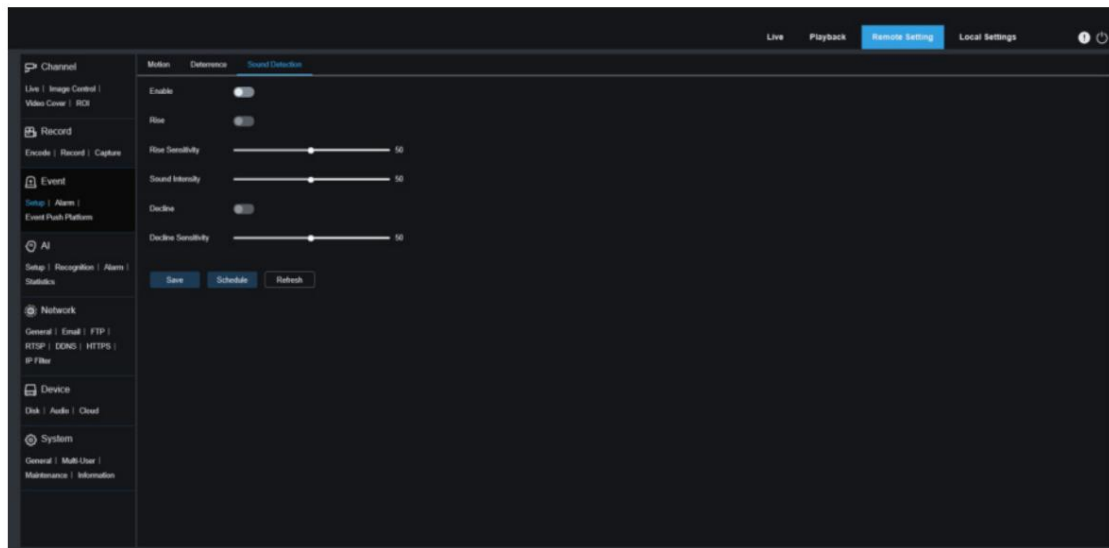 Live Playback Remote Setting Local Settings
Channel
Live | Image Control |
Video Cover | ROI
Record
Encode | Record | Capture
Event
Setup | Alarm |
Event Push Platform
AI
Setup | Recognition | Alarm |
Statistics
Network
General | Email | FTP |
RTSP | DDNS | HTTPS |
IP Filter
Device
Disk | Audio | Cloud
System
General | Multi-User |
Maintenance | Information
Motion Deterrence Sound Detection
Enable
Rise
Rise Sensitivity 50
Sound Intensity 50
Decline
Decline Sensitivity 50
Save Schedule Refresh